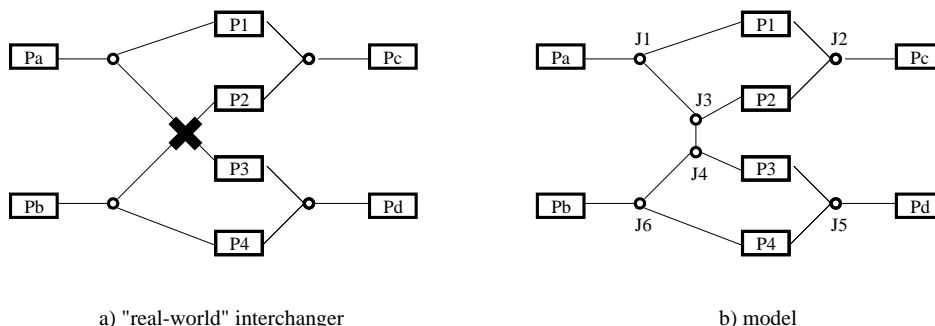 P1
P1
J1
J2
Pa
Pc
Pa
Pc
P2
J3
P2
P3
P3
J4
Pb
Pd
Pb
Pd
J6
J5
P4
P4
a) "real-world" interchanger
b) model